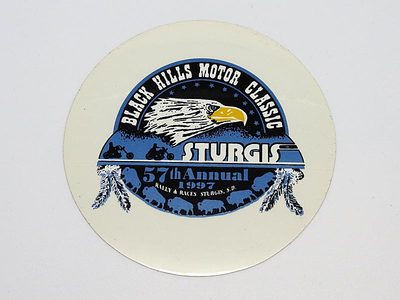 BLACK HILLS MOTOR CLASSIC
STURGIS
57th Annual
1997
RALLY & RACES STURGIS, S.D.